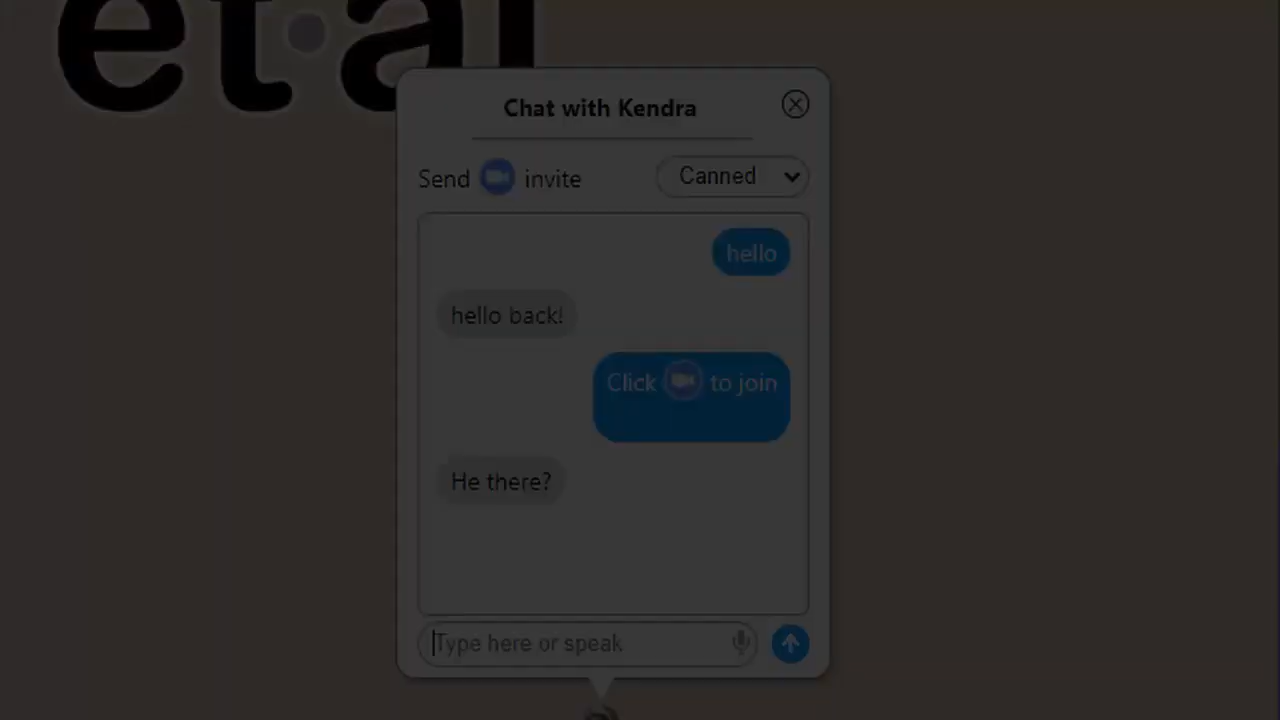 et·al
Chat with Kendra
Send invite
Canned
hello
hello back!
Click to join
He there?
Type here or speak